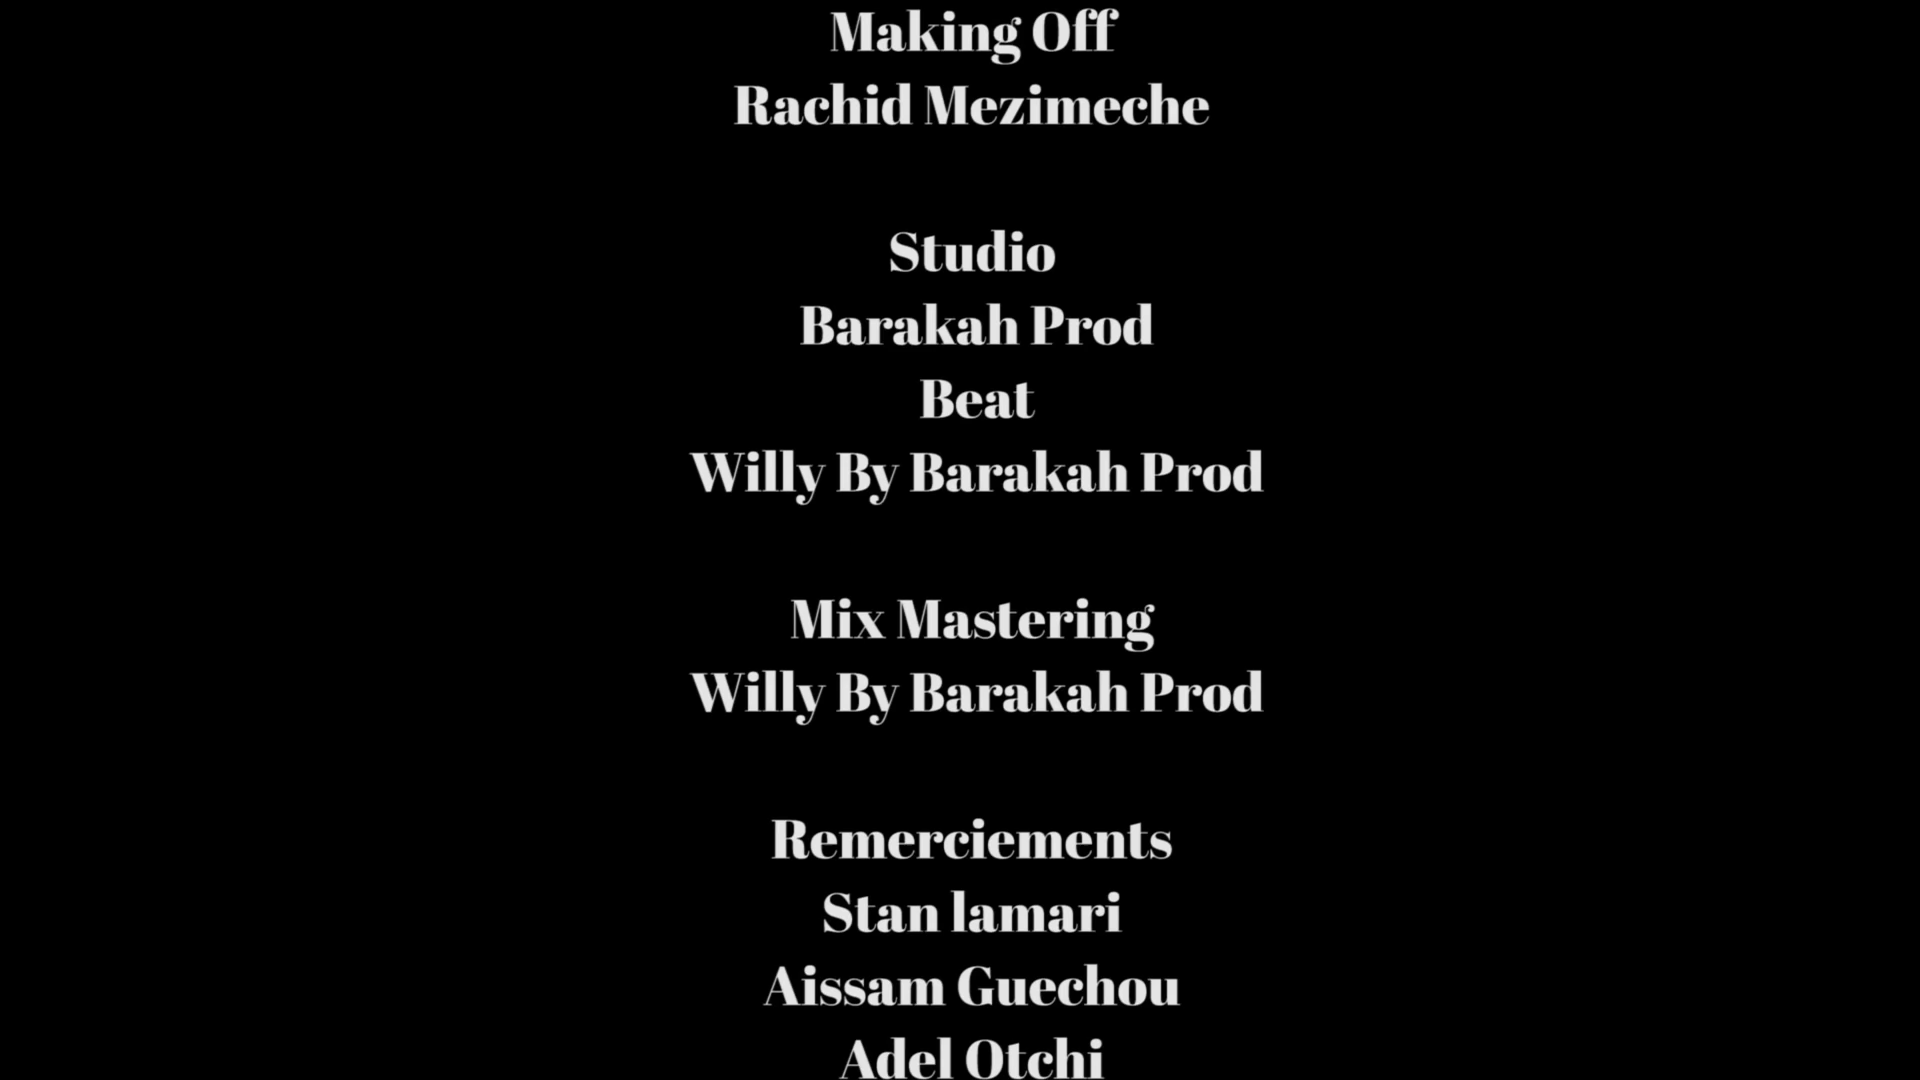 Making Off
Rachid Mezimeche
Studio
Barakah Prod
Beat
Willy By Barakah Prod
Mix Mastering
Willy By Barakah Prod
Remerciements
Stan lamari
Aissam Guechou
Adel Otchi